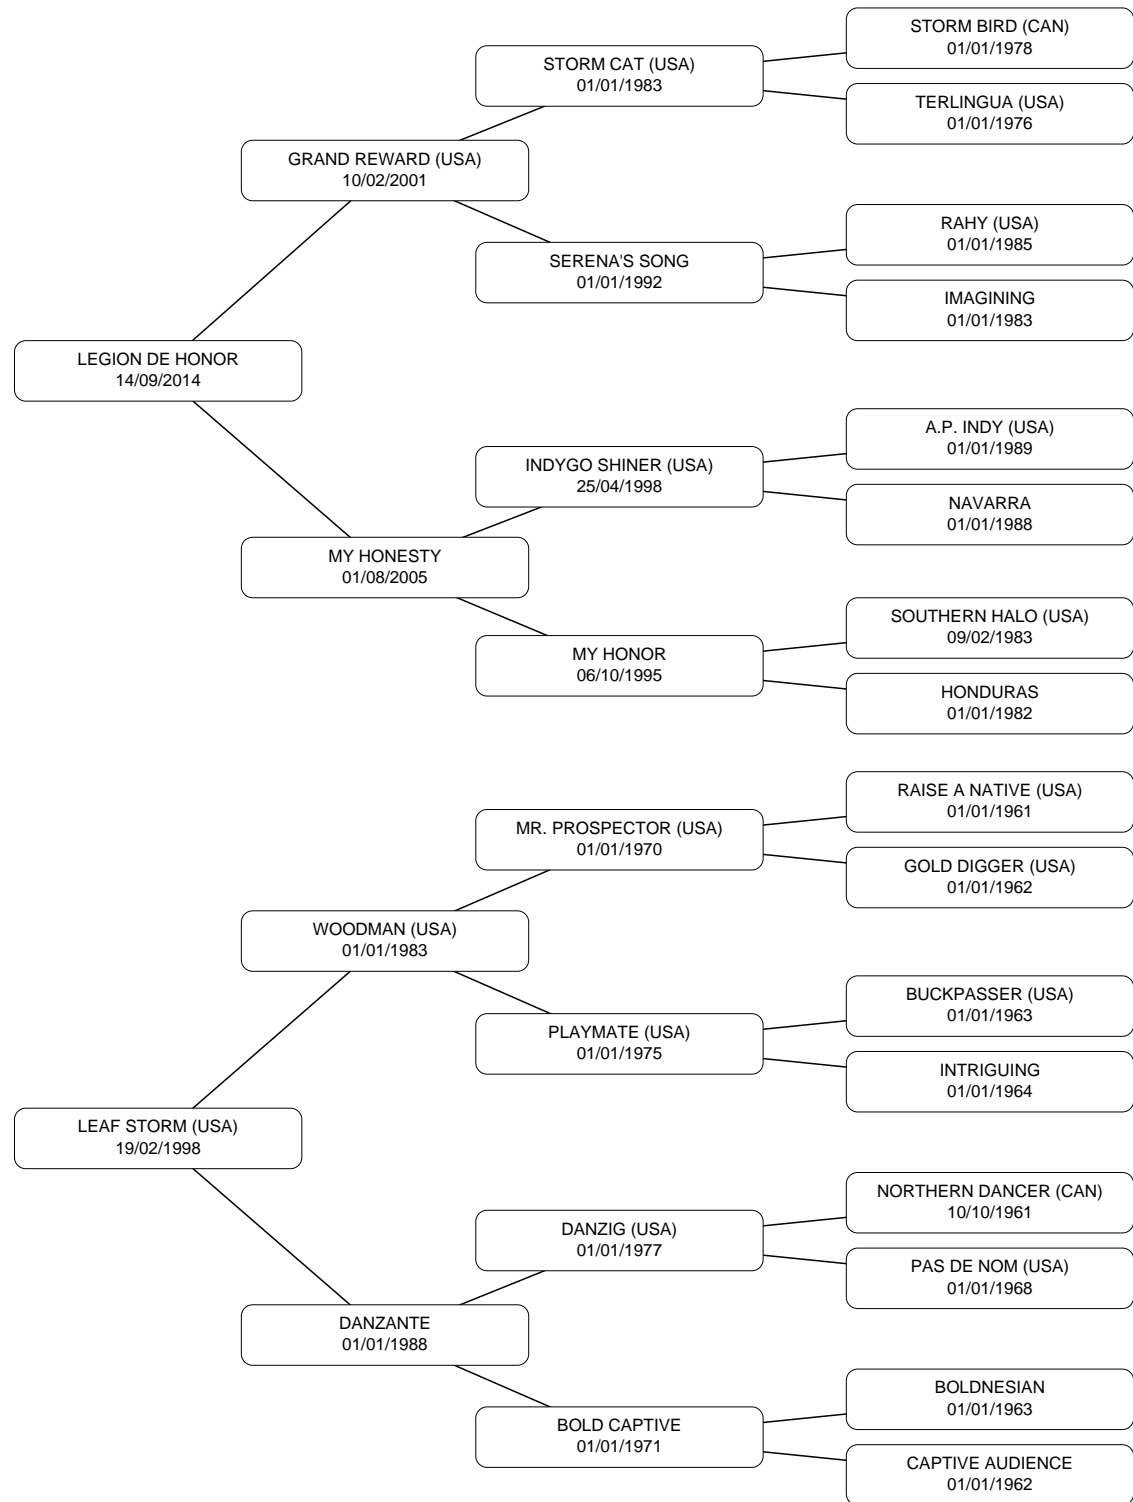 STORM BIRD (CAN)
01/01/1978
STORM CAT (USA)
01/01/1983
TERLINGUA (USA)
01/01/1976
GRAND REWARD (USA)
10/02/2001
RAHY (USA)
01/01/1985
SERENA'S SONG
01/01/1992
IMAGINING
01/01/1983
LEGION DE HONOR
14/09/2014
A.P. INDY (USA)
01/01/1989
INDYGO SHINER (USA)
25/04/1998
NAVARRA
01/01/1988
MY HONESTY
01/08/2005
SOUTHERN HALO (USA)
09/02/1983
MY HONOR
06/10/1995
HONDURAS
01/01/1982
RAISE A NATIVE (USA)
01/01/1961
MR. PROSPECTOR (USA)
01/01/1970
GOLD DIGGER (USA)
01/01/1962
WOODMAN (USA)
01/01/1983
BUCKPASSER (USA)
01/01/1963
PLAYMATE (USA)
01/01/1975
INTRIGUING
01/01/1964
LEAF STORM (USA)
19/02/1998
NORTHERN DANCER (CAN)
10/10/1961
DANZIG (USA)
01/01/1977
PAS DE NOM (USA)
01/01/1968
DANZANTE
01/01/1988
BOLDNESIAN
01/01/1963
BOLD CAPTIVE
01/01/1971
CAPTIVE AUDIENCE
01/01/1962